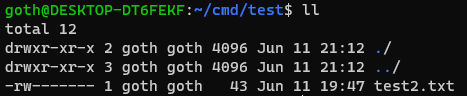 goth@DESKTOP-DT6FEKF:~/cmd/test$ ll
total 12
drwxr-xr-x 2 goth goth 4096 Jun 11 21:12 ./
drwxr-xr-x 3 goth goth 4096 Jun 11 21:12 ../
-rw------- 1 goth goth   43 Jun 11 19:47 test2.txt